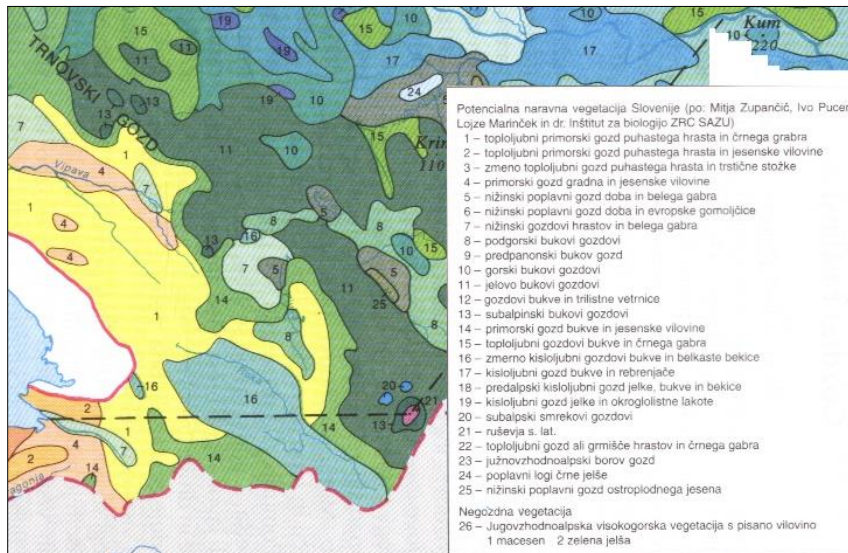 Kum
220
TRNOVSKI
GOZD
Krim
110
Vipava
Potencialna naravna vegetacija Slovenije (po: Mitja Zupančič, Ivo Pucer
Lojze Marinček in dr. Inštitut za biologijo ZRC SAZU)
1 – toploljubni primorski gozd puhastega hrasta in črnega grabra
2 – toploljubni primorski gozd puhastega hrasta in jesenske vilovine
3 – zmeno toploljubni gozd puhastega hrasta in trstične stožke
4 – primorski gozd gradna in jesenske vilovine
5 – nižinski poplavni gozd doba in belega gabra
6 – nižinski poplavni gozd doba in evropske gomoljčice
7 – nižinski gozdovi hrastov in belega gabra
8 – podgorski bukovi gozdovi
9 – predpanonski bukov gozd
10 – gorski bukovi gozdovi
11 – jelovo bukovi gozdovi
12 – gozdovi bukve in trilistne vetrnice
13 – subalpinski bukovi gozdovi
14 – primorski gozd bukve in jesenske vilovine
15 – toploljubni gozdovi bukve in črnega gabra
16 – zmerno kisloljubni gozdovi bukve in belkaste bekice
17 – kisloljubni gozd bukve in rebrenjače
18 – predalpski kisloljubni gozd jelke, bukve in bekice
19 – kisloljubni gozd jelke in okroglolistne lakote
20 – subalpski smrekovi gozdovi
21 – ruševja s. lat.
22 – toploljubni gozd ali grmišče hrastov in črnega gabra
23 – južnovzhodnoalpski borov gozd
24 – poplavni logi črne jelše
25 – nižinski poplavni gozd ostroplodnega jesena
Negozdna vegetacija
26 – Jugovzhodnoalpska visokogorska vegetacija s pisano vilovino
1 macesen 2 zelena jelša